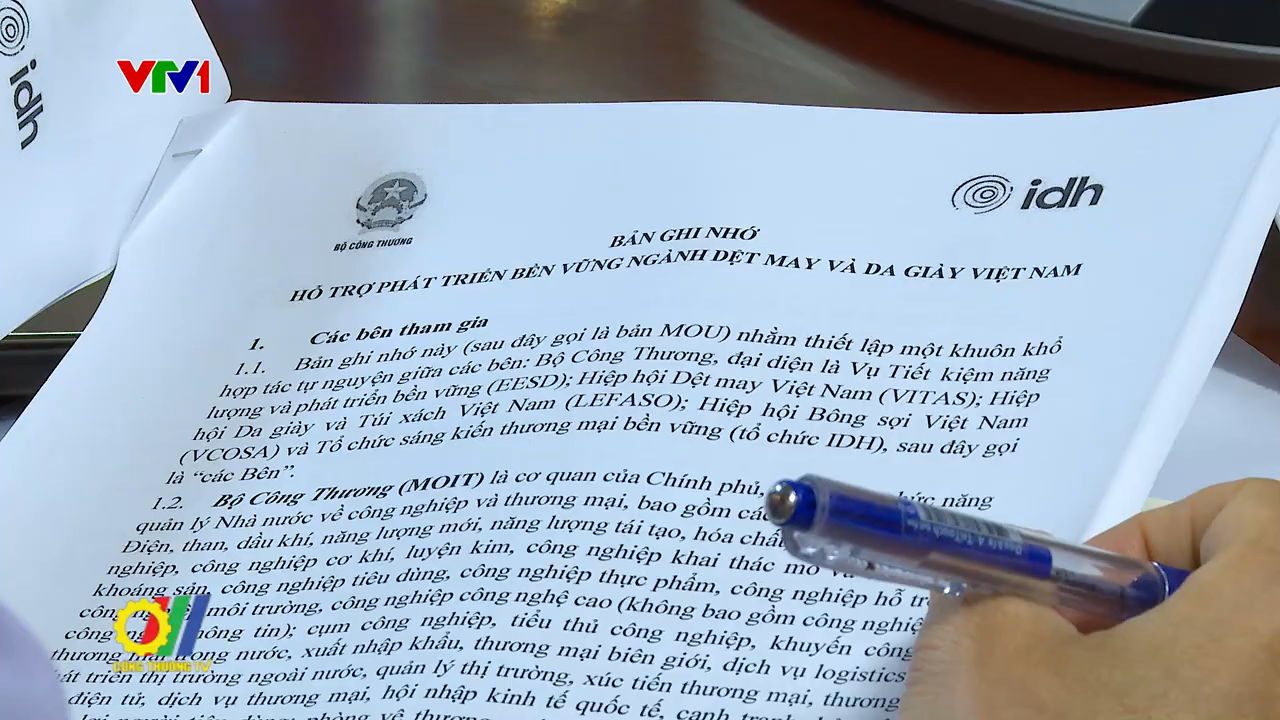 VTV1
idh
BỘ CÔNG THƯƠNG
idh
BẢN GHI NHỚ
HỖ TRỢ PHÁT TRIỂN BỀN VỮNG NGÀNH DỆT MAY VÀ DA GIÀY VIỆT NAM
1. Các bên tham gia
1.1. Bản ghi nhớ này (sau đây gọi là bản MOU) nhằm thiết lập một khuôn khổ
hợp tác tự nguyện giữa các bên: Bộ Công Thương, đại diện là Vụ Tiết kiệm năng
lượng và phát triển bền vững (EESD); Hiệp hội Dệt may Việt Nam (VITAS); Hiệp
hội Da giày và Túi xách Việt Nam (LEFASO); Hiệp hội Bông sợi Việt Nam
(VCOSA) và Tổ chức sáng kiến thương mại bền vững (tổ chức IDH), sau đây gọi
là “các Bên”.
1.2. Bộ Công Thương (MOIT) là cơ quan của Chính phủ, năng
quản lý Nhà nước về công nghiệp và thương mại, bao gồm
Điện, than, dầu khí, năng lượng mới, năng lượng tái tạo, hóa
nghiệp, công nghiệp cơ khí, luyện kim, công nghiệp khai thác mỏ
khoáng sản, công nghiệp tiêu dùng, công nghiệp thực phẩm, công nghiệp hỗ
môi trường, công nghiệp công nghệ cao (không bao gồm công nghiệp
thông tin); cụm công nghiệp, tiểu thủ công nghiệp, khuyến
thương trong nước, xuất nhập khẩu, thương mại biên giới, dịch vụ logistics
triển thị trường ngoài nước, quản lý thị trường, xúc tiến thương mại, thương
điện tử, dịch vụ thương mại, hội nhập kinh tế quốc tế, cạnh tranh,
người tiêu dùng; phòng vệ thương
CÔNG THƯƠNG TV